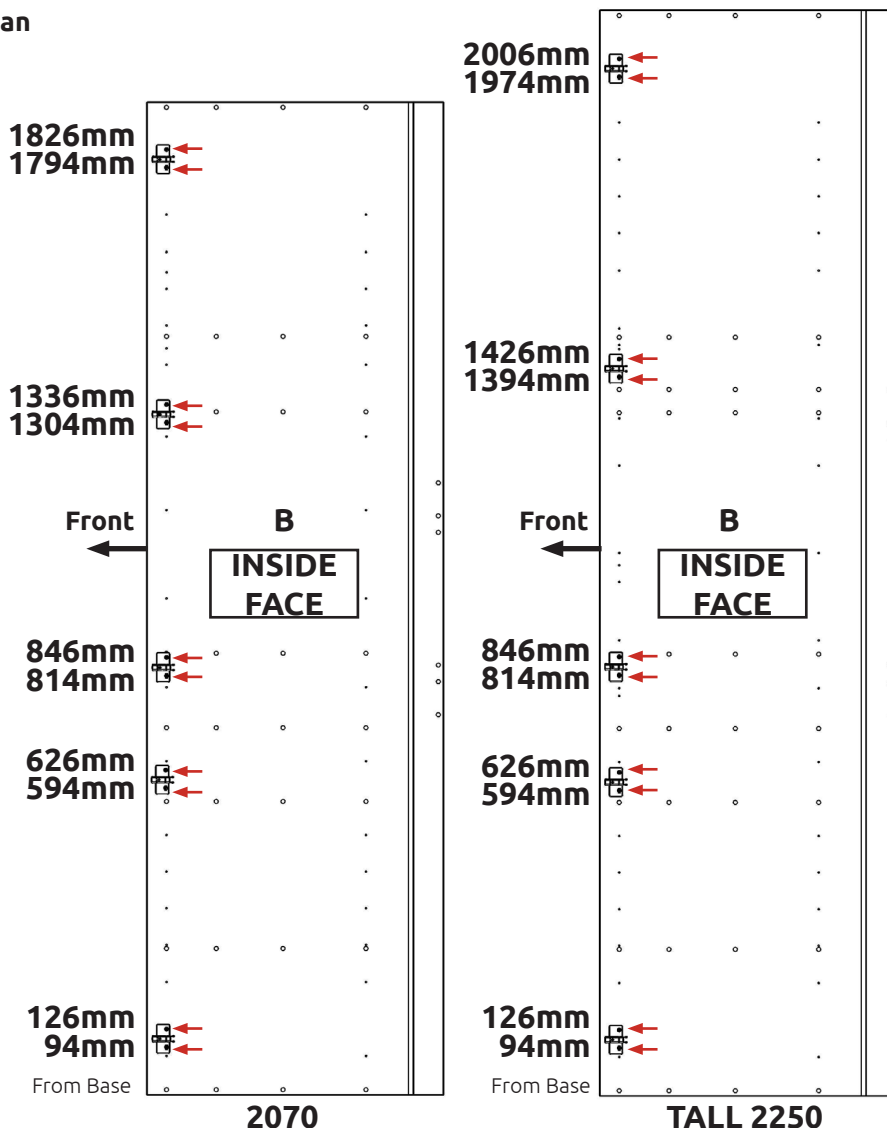 an
1826mm
1794mm
1336mm
1304mm
Front
B
INSIDE
FACE
846mm
814mm
626mm
594mm
126mm
94mm
From Base
2070
2006mm
1974mm
1426mm
1394mm
Front
B
INSIDE
FACE
846mm
814mm
626mm
594mm
126mm
94mm
From Base
TALL 2250